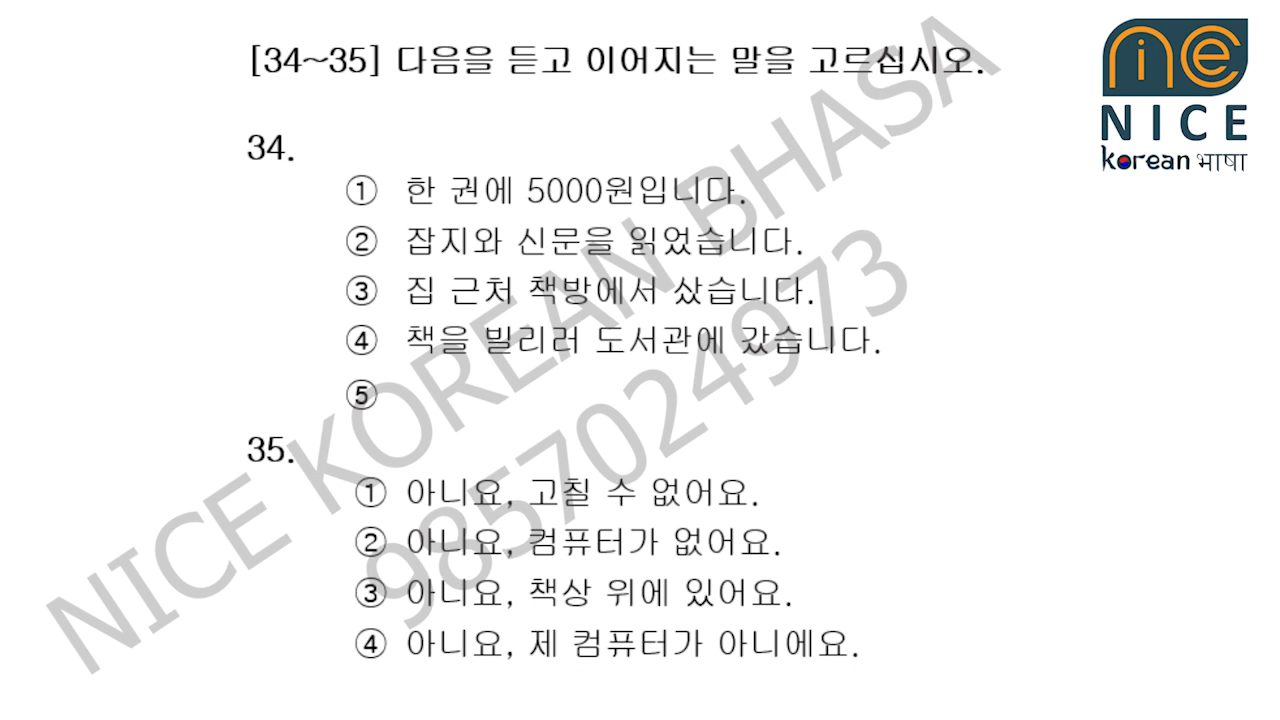 [34~35] 다음을 듣고 이어지는 말을 고르십시오.
34.
① 한 권에 5000원입니다.
② 잡지와 신문을 읽었습니다.
③ 집 근처 책방에서 샀습니다.
④ 책을 빌리러 도서관에 갔습니다.
⑤
35.
① 아니요, 고칠 수 없어요.
② 아니요, 컴퓨터가 없어요.
③ 아니요, 책상 위에 있어요.
④ 아니요, 제 컴퓨터가 아니에요.
NICE KOREAN BHASA
9857024973
ne
NICE
korean भाषा